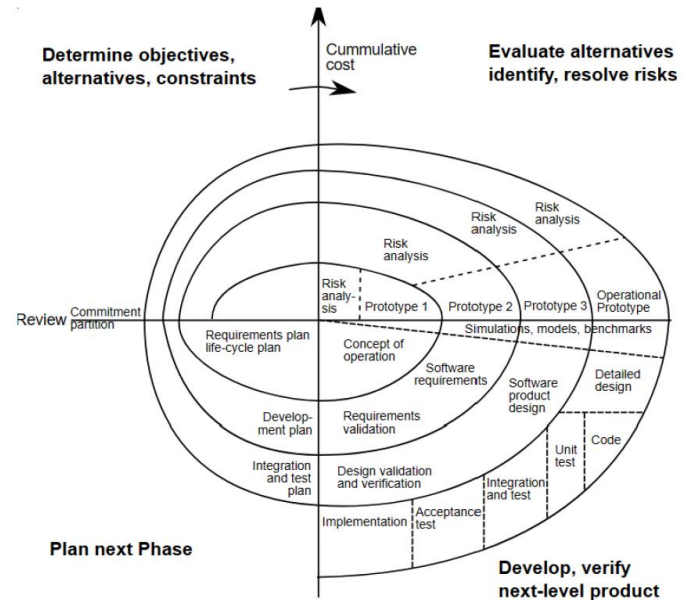 Determine objectives,
alternatives, constraints
Cummulative
cost
Evaluate alternatives
identify, resolve risks
Risk
analysis
Risk
analysis
Risk
analysis
Risk
analy-
sis
Prototype 1
Prototype 2
Prototype 3
Operational
Prototype
Review
Commitment
partition
Simulations, models, benchmarks
Requirements plan
life-cycle plan
Concept of
operation
Software
requirements
Software
product
design
Detailed
design
Develop-
ment plan
Requirements
validation
Integration
and test
plan
Design validation
and verification
Implementation
Acceptance
test
Integration
and test
Unit
test
Code
Plan next Phase
Develop, verify
next-level product